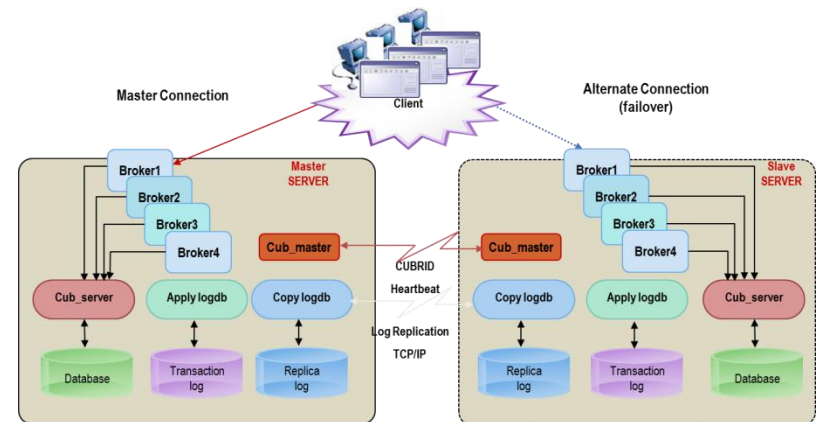 Client
Master Connection
Alternate Connection
(failover)
Master
SERVER
Broker1
Broker2
Broker3
Broker4
Cub_master
Cub_server
Apply logdb
Copy logdb
Database
Transaction
log
Replica
log
CUBRID
Heartbeat
Log Replication
TCP/IP
Slave
SERVER
Broker1
Broker2
Broker3
Broker4
Cub_master
Copy logdb
Apply logdb
Cub_server
Replica
log
Transaction
log
Database